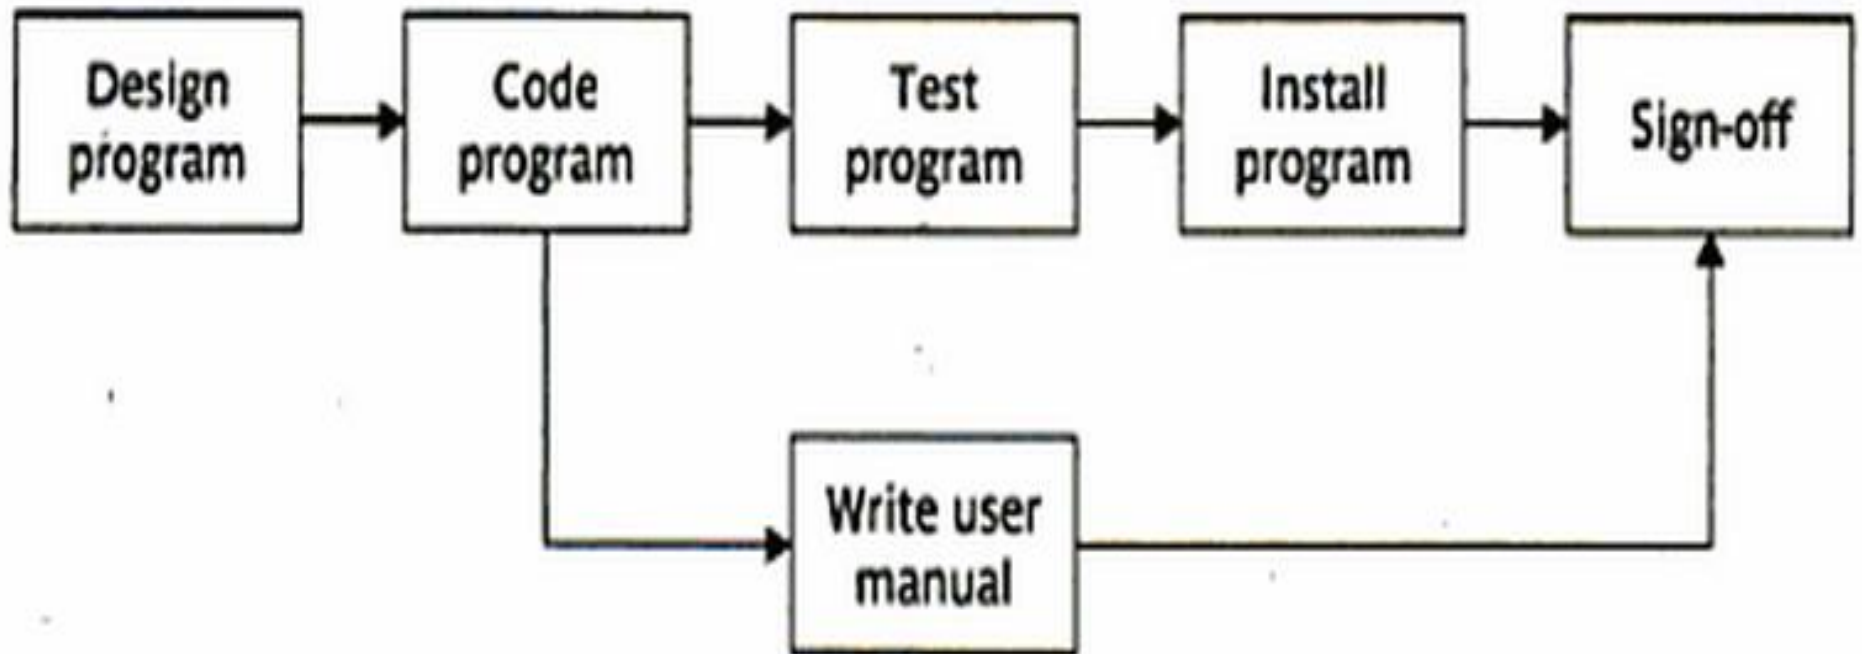 Design
program
Code
program
Test
program
Install
program
Sign-off
Write user
manual